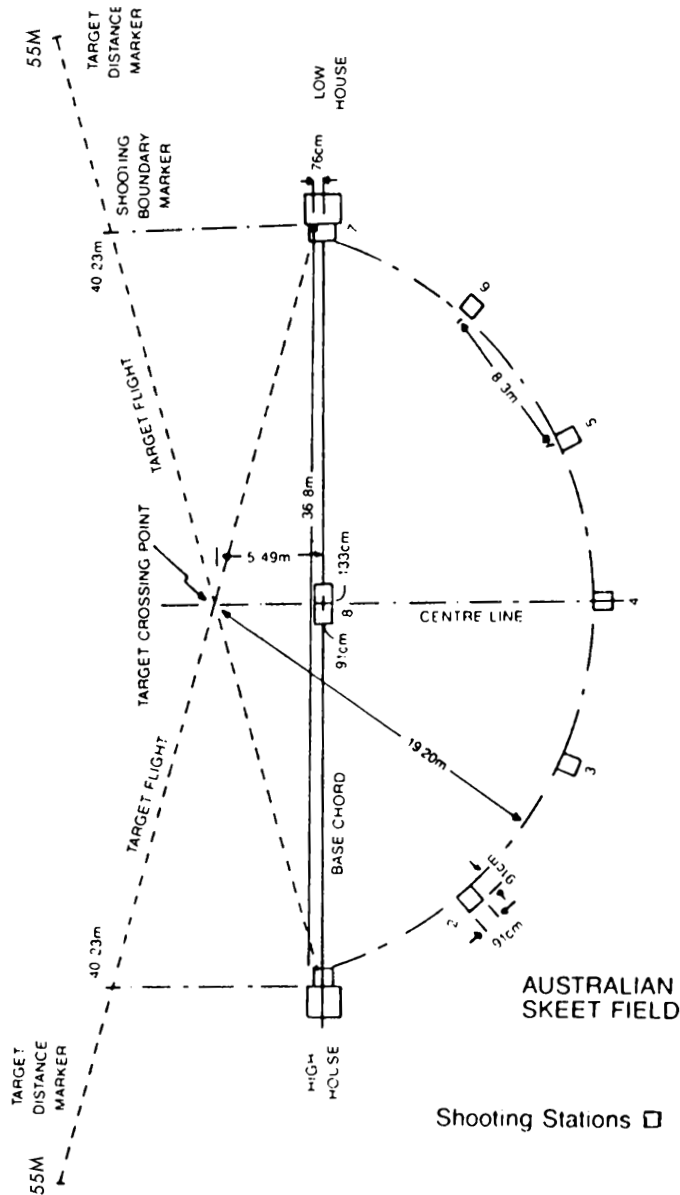 55M
TARGET
DISTANCE
MARKER
SHOOTING
BOUNDARY
MARKER
40 23m
LOW
HOUSE
76cm
7
TARGET FLIGHT
6
8 3m
5
TARGET CROSSING POINT
36 8m
5 49m
133cm
8
91cm
CENTRE LINE
4
TARGET FLIGHT
19 20m
BASE CHORD
3
40 23m
2
91cm
91cm
TARGET
DISTANCE
MARKER
55M
HIGH
HOUSE
AUSTRALIAN
SKEET FIELD
Shooting Stations